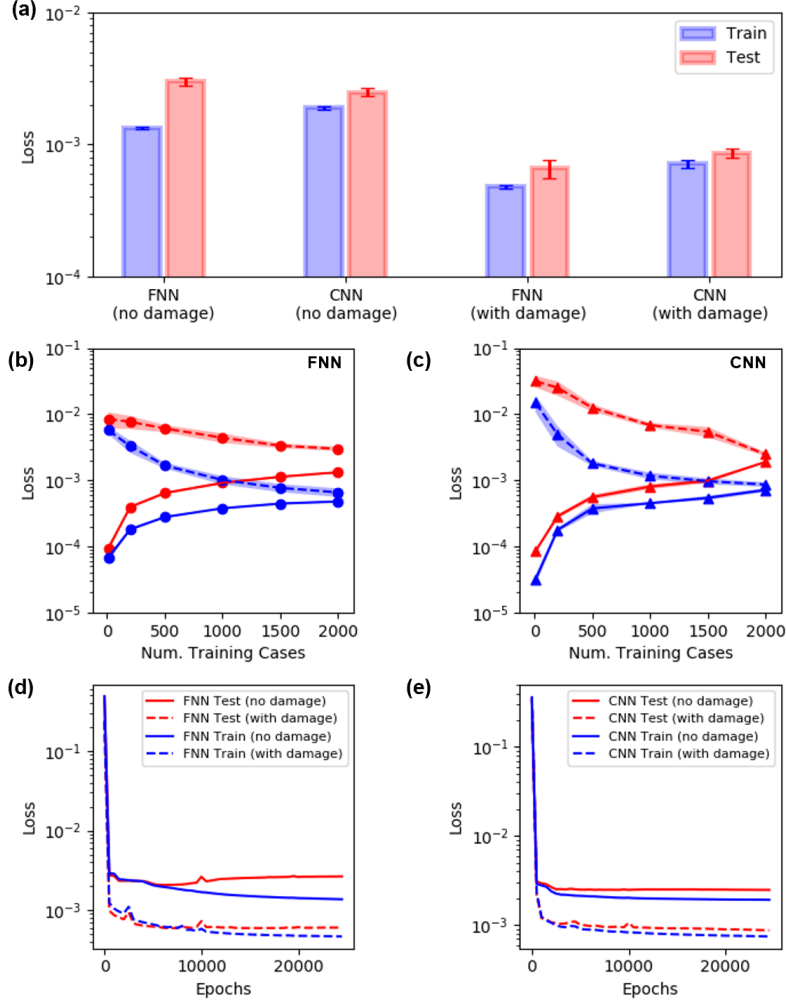 (a)
10⁻²
10⁻³
10⁻⁴
Loss
Train
Test
FNN
(no damage)
CNN
(no damage)
FNN
(with damage)
CNN
(with damage)
(b)
FNN
10⁻¹
10⁻²
10⁻³
10⁻⁴
10⁻⁵
Loss
0 500 1000 1500 2000
Num. Training Cases
(c)
CNN
10⁻¹
10⁻²
10⁻³
10⁻⁴
10⁻⁵
Loss
0 500 1000 1500 2000
Num. Training Cases
(d)
FNN Test (no damage)
FNN Test (with damage)
FNN Train (no damage)
FNN Train (with damage)
10⁻¹
10⁻²
10⁻³
Loss
0 10000 20000
Epochs
(e)
CNN Test (no damage)
CNN Test (with damage)
CNN Train (no damage)
CNN Train (with damage)
10⁻¹
10⁻²
10⁻³
Loss
0 10000 20000
Epochs